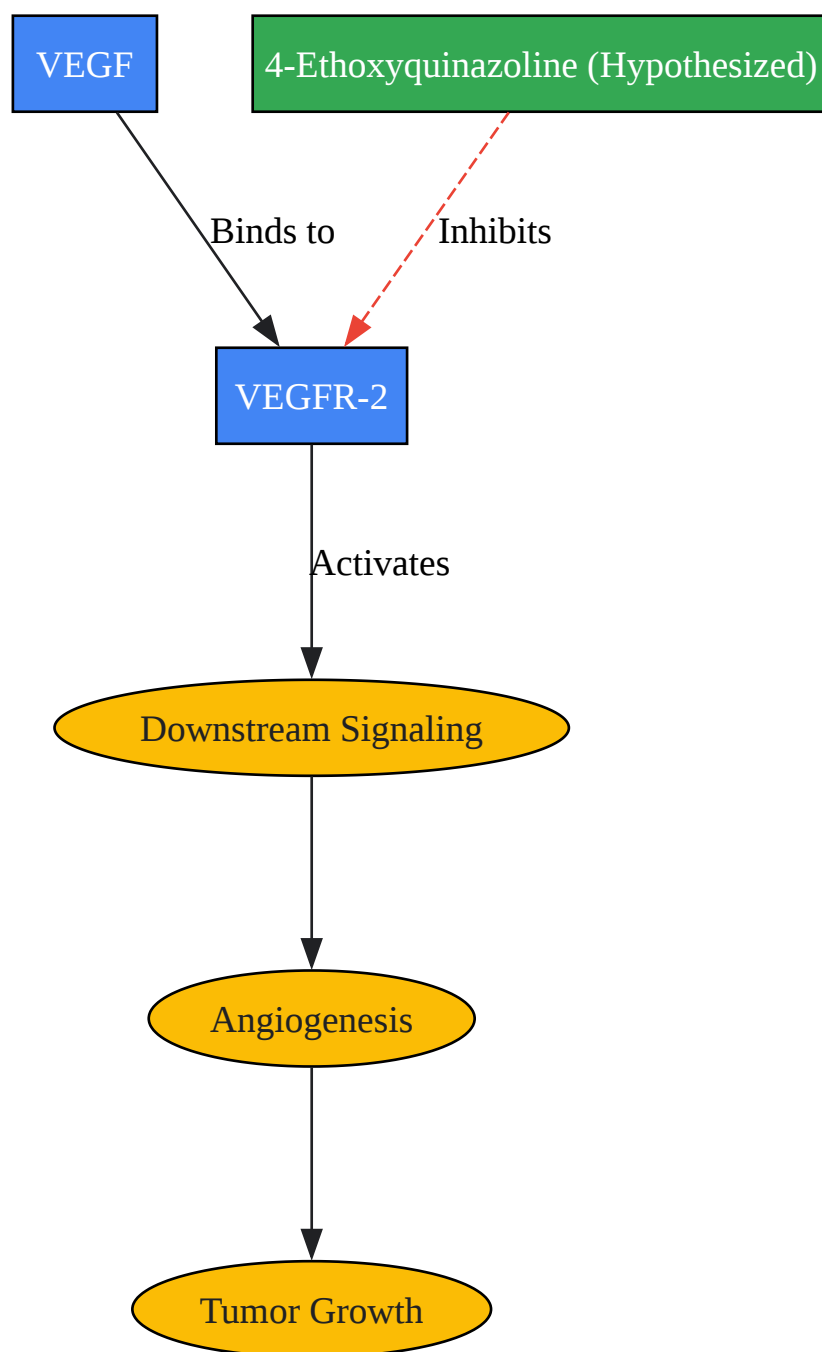 VEGF
4-Ethoxyquinazoline (Hypothesized)
Binds to
Inhibits
VEGFR-2
Activates
Downstream Signaling
Angiogenesis
Tumor Growth